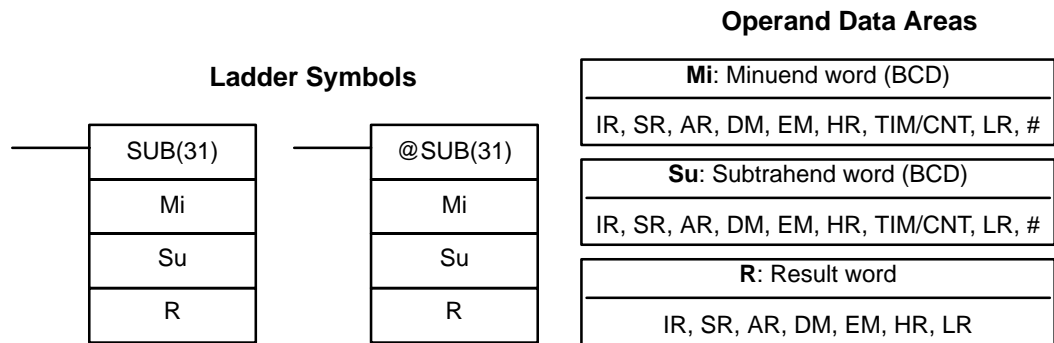 Operand Data Areas
Ladder Symbols
Mi: Minuend word (BCD)
IR, SR, AR, DM, EM, HR, TIM/CNT, LR, #
SUB(31)
@SUB(31)
Mi
Mi
Su: Subtrahend word (BCD)
IR, SR, AR, DM, EM, HR, TIM/CNT, LR, #
Su
Su
R
R
R: Result word
IR, SR, AR, DM, EM, HR, LR